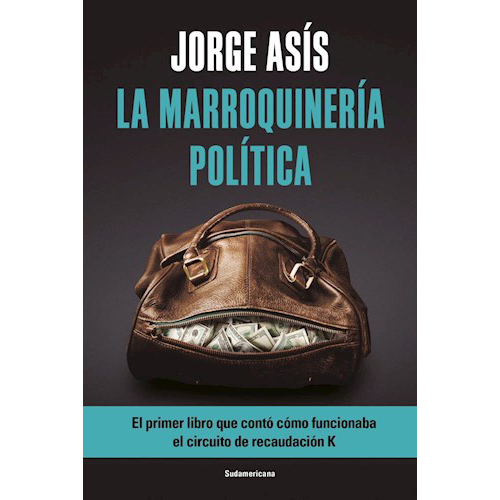 JORGE ASÍS
LA MARROQUINERÍA
POLÍTICA
El primer libro que contó cómo funcionaba
el circuito de recaudación K
Sudamericana